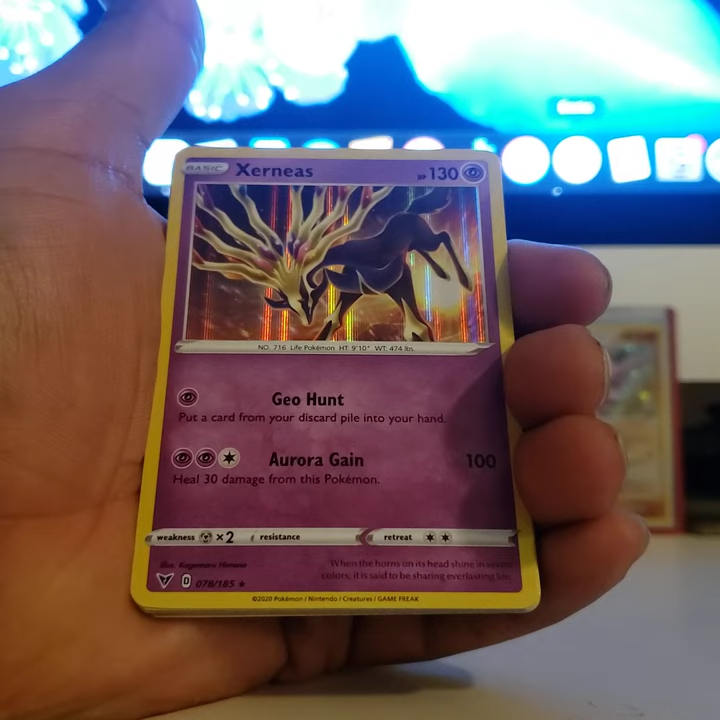 BASIC Xerneas HP 130
NO. 716 Life Pokémon HT: 9'10" WT: 474 lbs.
Geo Hunt
Put a card from your discard pile into your hand.
Aurora Gain 100
Heal 30 damage from this Pokémon.
weakness ×2 resistance retreat
When the horns on its head shine in seven
Illus. Kagemaru Himeno
colors, it is said to be sharing everlasting life.
D 078/185 ★
©2020 Pokémon / Nintendo / Creatures / GAME FREAK